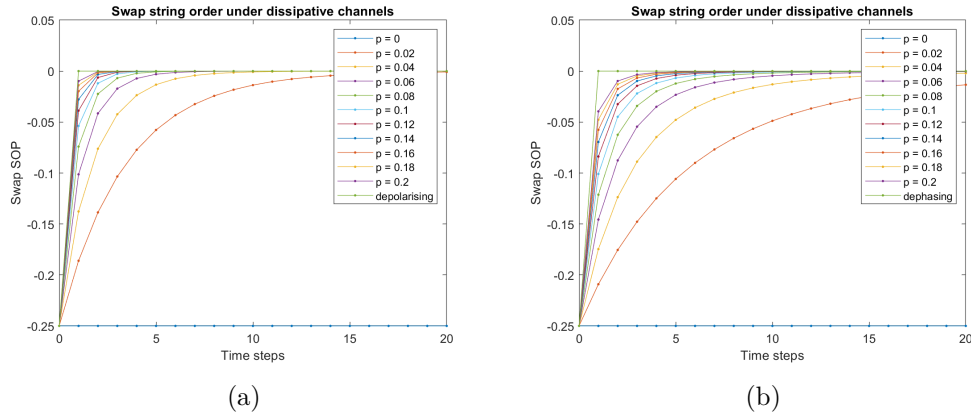 Swap string order under dissipative channels
0.05
0
-0.05
-0.1
-0.15
-0.2
-0.25
Swap SOP
0 5 10 15 20
Time steps
p = 0
p = 0.02
p = 0.04
p = 0.06
p = 0.08
p = 0.1
p = 0.12
p = 0.14
p = 0.16
p = 0.18
p = 0.2
depolarising
(a)
Swap string order under dissipative channels
0.05
0
-0.05
-0.1
-0.15
-0.2
-0.25
Swap SOP
0 5 10 15 20
Time steps
p = 0
p = 0.02
p = 0.04
p = 0.06
p = 0.08
p = 0.1
p = 0.12
p = 0.14
p = 0.16
p = 0.18
p = 0.2
dephasing
(b)